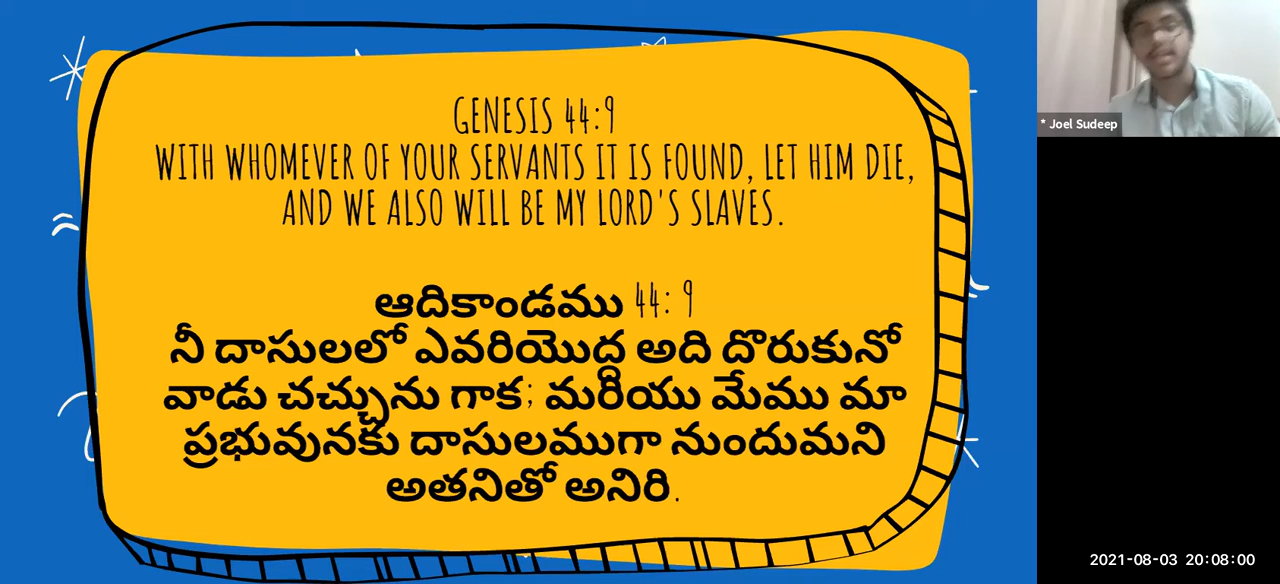 GENESIS 44:9
WITH WHOMEVER OF YOUR SERVANTS IT IS FOUND, LET HIM DIE,
AND WE ALSO WILL BE MY LORD'S SLAVES.
ఆదికాండము 44: 9
నీ దాసులలో ఎవరియొద్ద అది దొరుకునో
వాడు చచ్చును గాక; మరియు మేము మా
ప్రభువునకు దాసులముగా నుందుమని
అతనితో అనిరి.
* Joel Sudeep
2021-08-03 20:08:00